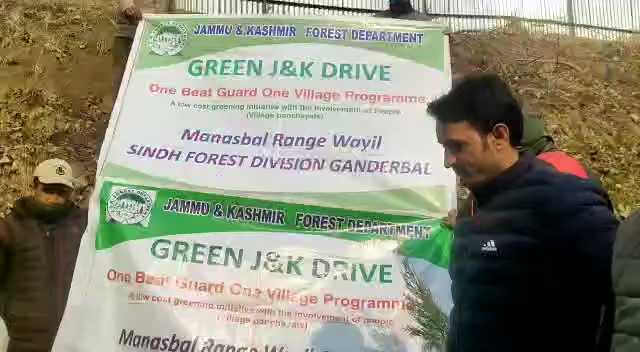 JAMMU & KASHMIR FOREST DEPARTMENT
GREEN J&K DRIVE
One Beat Guard One Village Programme
A low cost greening initiative with the involvement of People
(Village panchayats)
Manasbal Range Wayil
SINDH FOREST DIVISION GANDERBAL
JAMMU & KASHMIR FOREST DEPARTMENT
GREEN J&K DRIVE
One Beat Guard One Village Programme
A low cost greening initiative with the involvement of people
Manasbal Range Wayil
adidas